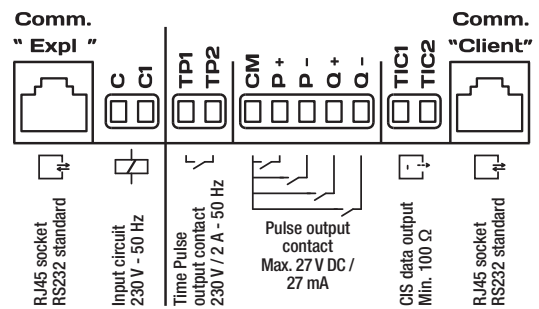 Comm.
" Expl "
C
C1
TP1
TP2
CM
P +
P -
Q +
Q -
TIC1
TIC2
Comm.
"Client"
RJ45 socket
RS232 standard
Input circuit
230 V - 50 Hz
Time Pulse
output contact
230 V / 2 A - 50 Hz
Pulse output
contact
Max. 27 V DC /
27 mA
CIS data output
Min. 100 Ω
RJ45 socket
RS232 standard